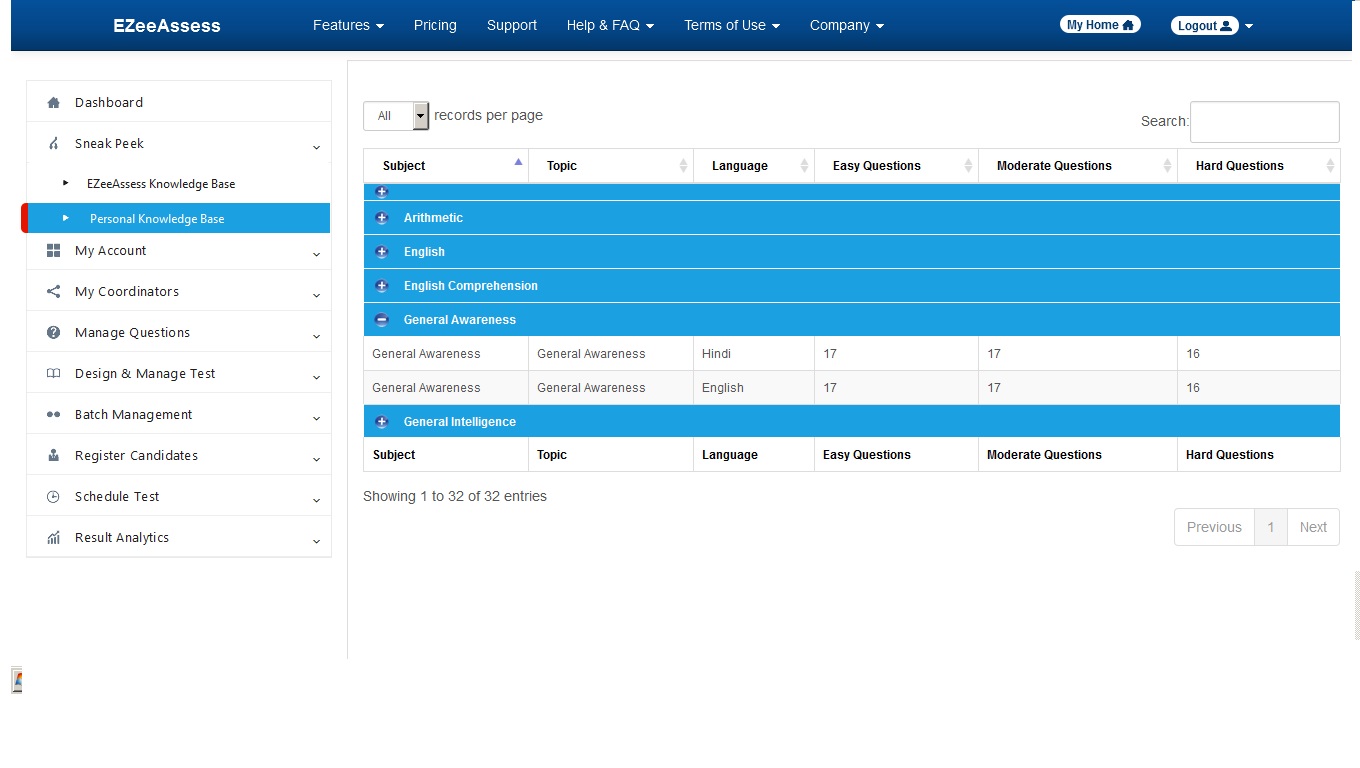 EZeeAssess Features Pricing Support Help & FAQ Terms of Use Company My Home Logout
Dashboard
Sneak Peek
EZeeAssess Knowledge Base
Personal Knowledge Base
My Account
My Coordinators
Manage Questions
Design & Manage Test
Batch Management
Register Candidates
Schedule Test
Result Analytics
All records per page
Search:
Subject Topic Language Easy Questions Moderate Questions Hard Questions
Arithmetic
English
English Comprehension
General Awareness
General Awareness General Awareness Hindi 17 17 16
General Awareness General Awareness English 17 17 16
General Intelligence
Subject Topic Language Easy Questions Moderate Questions Hard Questions
Showing 1 to 32 of 32 entries
Previous 1 Next